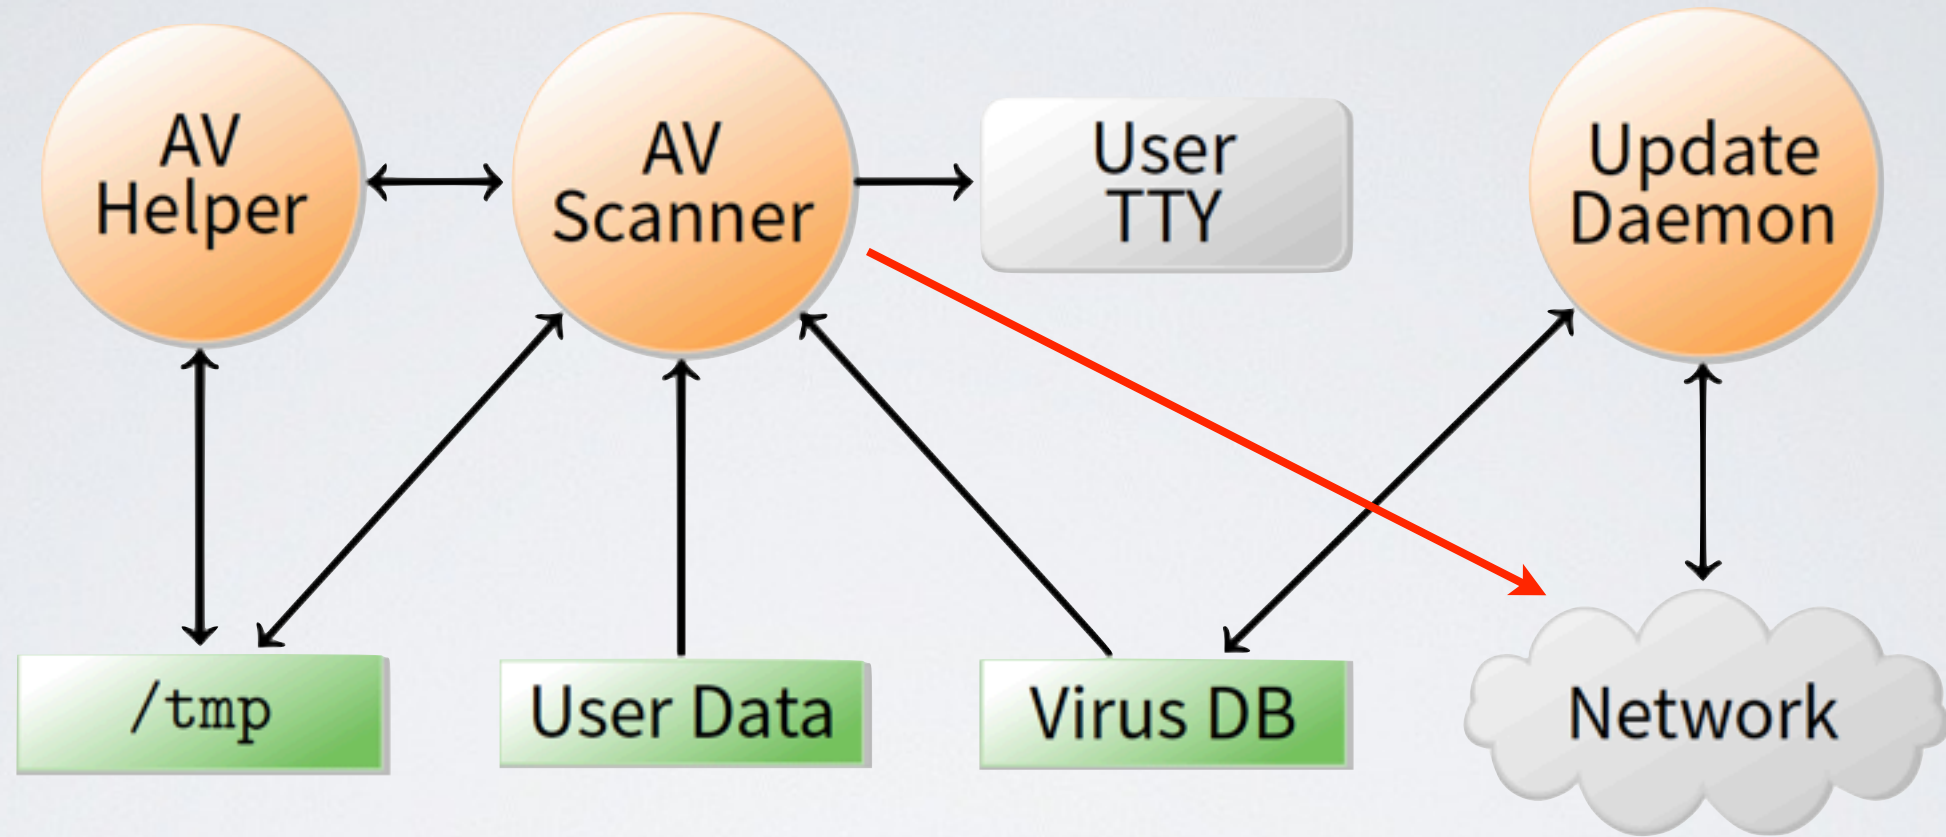 AV
Helper
AV
Scanner
User
TTY
Update
Daemon
/tmp
User Data
Virus DB
Network